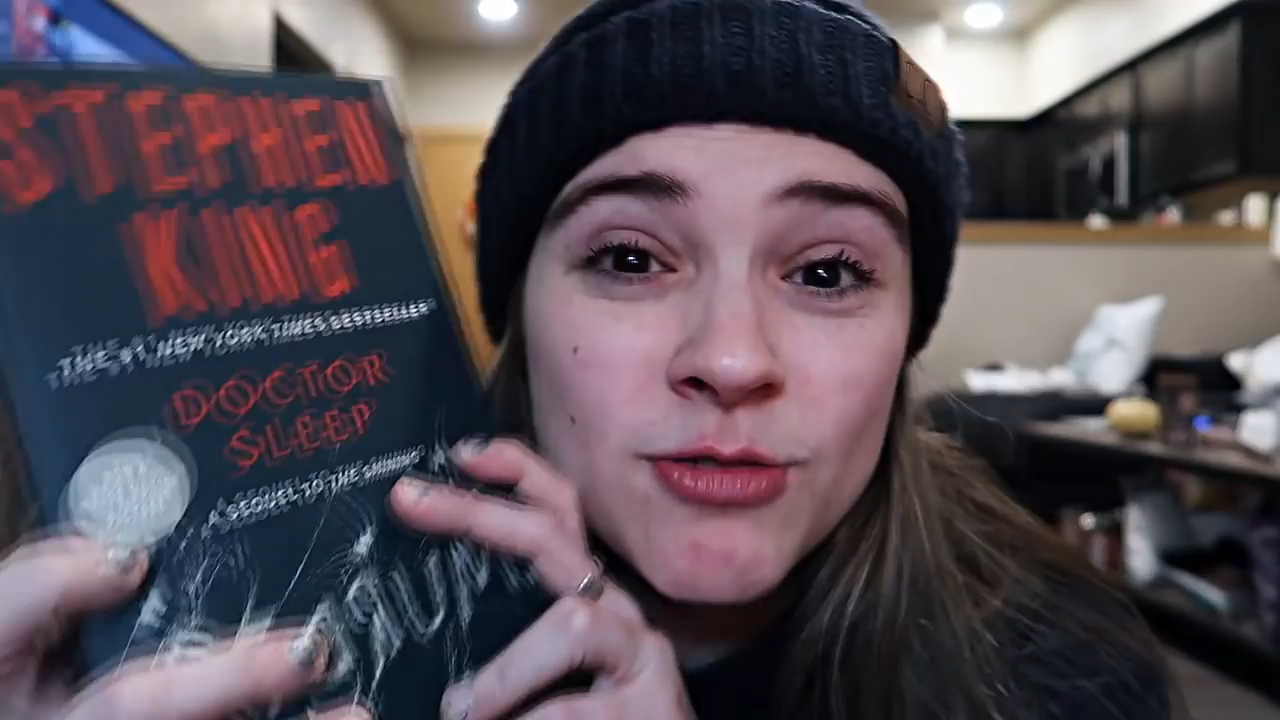 STEPHEN
KING
THE #1 NEW YORK TIMES BESTSELLER
DOCTOR
SLEEP
A SEQUEL TO THE SHINING